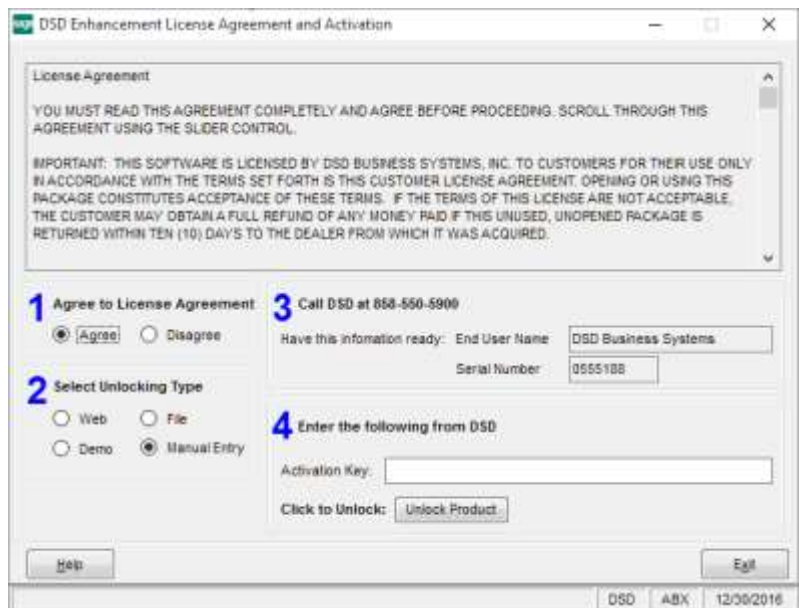 sage DSD Enhancement License Agreement and Activation
License Agreement
YOU MUST READ THIS AGREEMENT COMPLETELY AND AGREE BEFORE PROCEEDING. SCROLL THROUGH THIS
AGREEMENT USING THE SLIDER CONTROL.
IMPORTANT: THIS SOFTWARE IS LICENSED BY DSD BUSINESS SYSTEMS, INC. TO CUSTOMERS FOR THEIR USE ONLY
IN ACCORDANCE WITH THE TERMS SET FORTH IS THIS CUSTOMER LICENSE AGREEMENT. OPENING OR USING THIS
PACKAGE CONSTITUTES ACCEPTANCE OF THESE TERMS. IF THE TERMS OF THIS LICENSE ARE NOT ACCEPTABLE,
THE CUSTOMER MAY OBTAIN A FULL REFUND OF ANY MONEY PAID IF THIS UNUSED, UNOPENED PACKAGE IS
RETURNED WITHIN TEN (10) DAYS TO THE DEALER FROM WHICH IT WAS ACQUIRED.
1 Agree to License Agreement
Agree Disagree
2 Select Unlocking Type
Web File
Demo Manual Entry
3 Call DSD at 858-550-5900
Have this infomation ready: End User Name DSD Business Systems
Serial Number 0555188
4 Enter the following from DSD
Activation Key:
Click to Unlock: Unlock Product
Help Exit
DSD ABX 12/30/2016